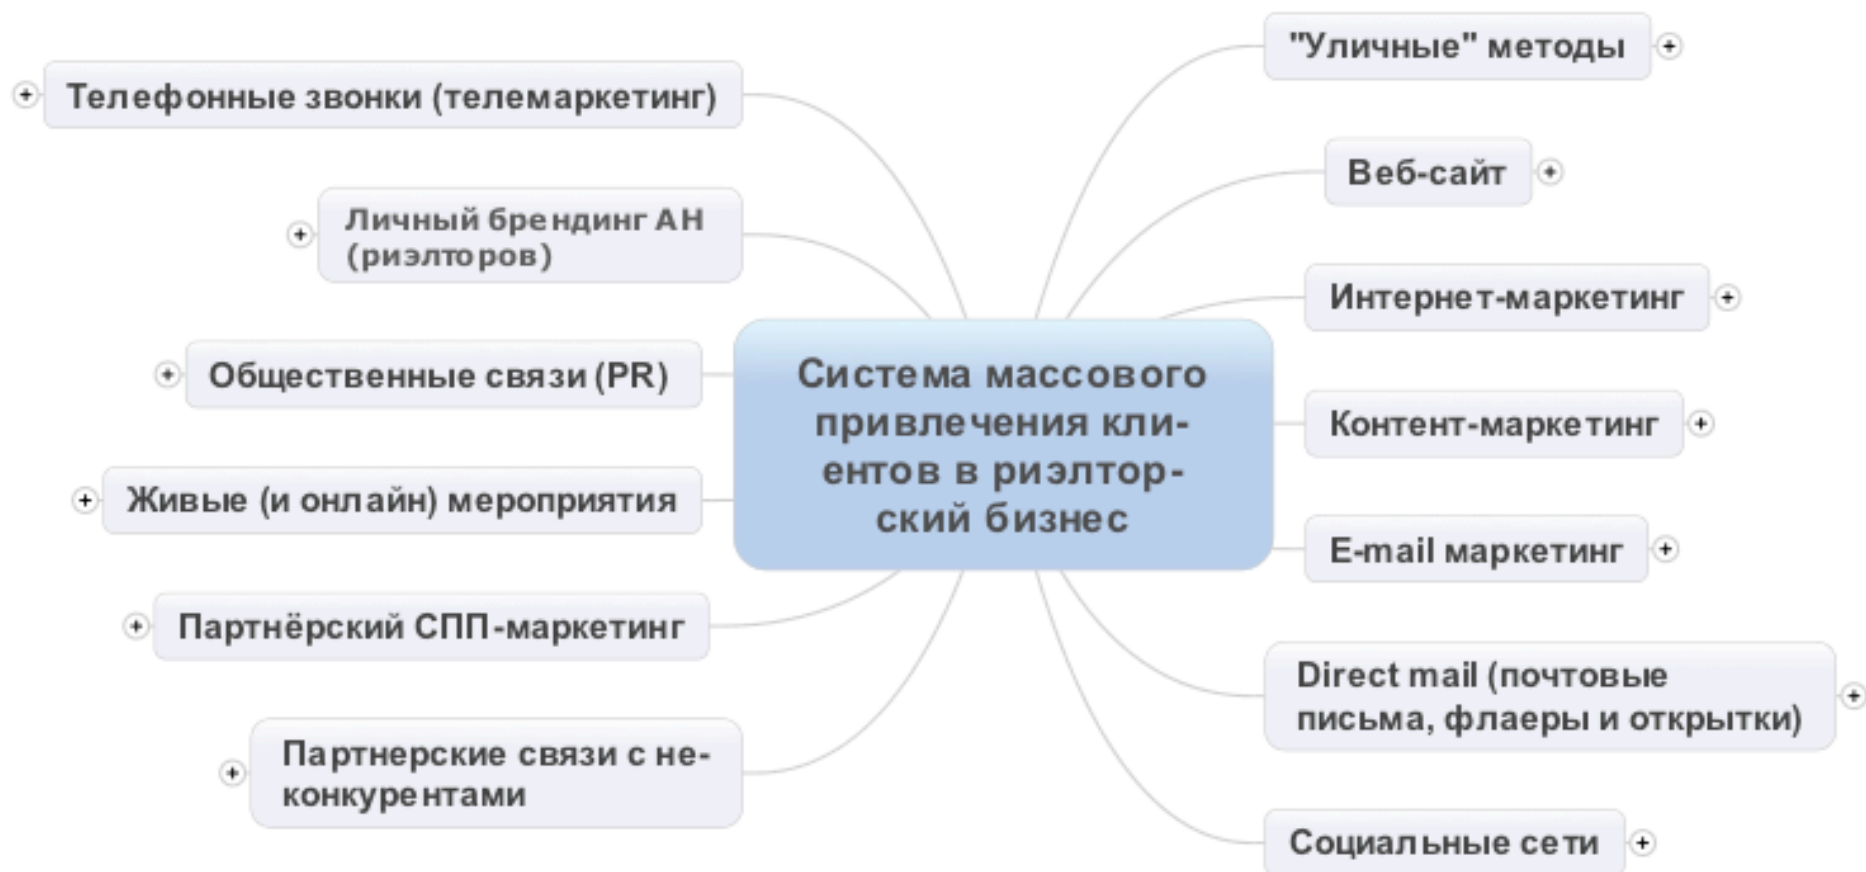 Телефонные звонки (телемаркетинг)
Личный брендинг АН
(риэлторов)
Общественные связи (PR)
Живые (и онлайн) мероприятия
Партнёрский СПП-маркетинг
Партнерские связи с не-
конкурентами
Система массового
привлечения кли-
ентов в риэлтор-
ский бизнес
"Уличные" методы
Веб-сайт
Интернет-маркетинг
Контент-маркетинг
E-mail маркетинг
Direct mail (почтовые
письма, флаеры и открытки)
Социальные сети